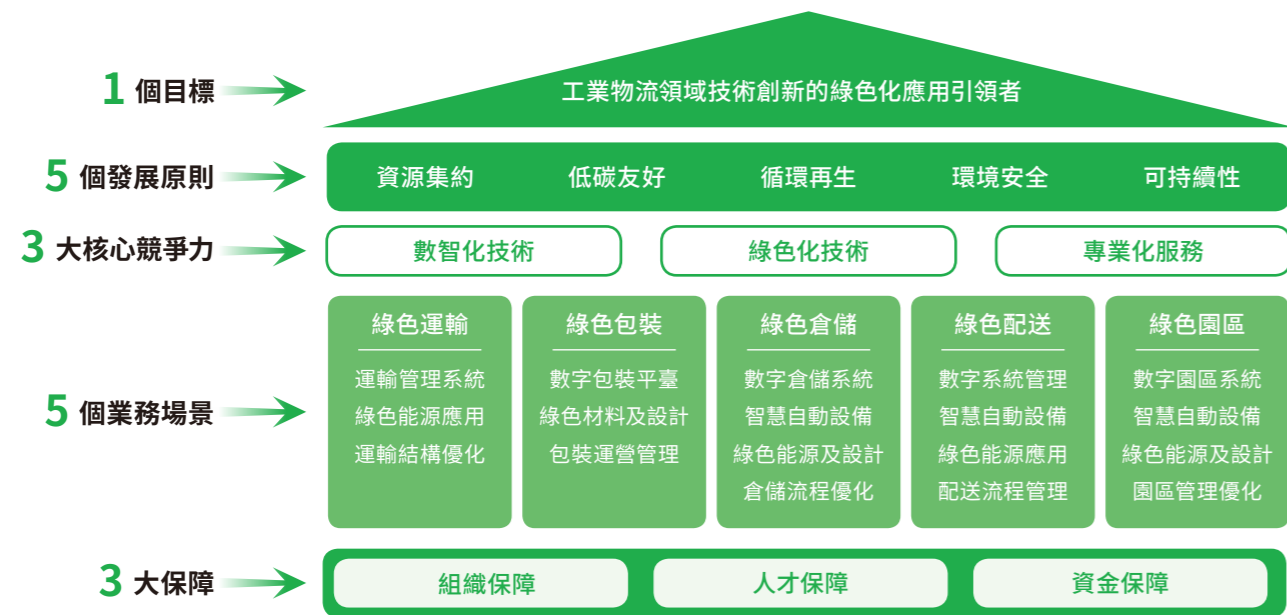 1 個目標
工業物流領域技術創新的綠色化應用引領者
5 個發展原則
資源集約 低碳友好 循環再生 環境安全 可持續性
3 大核心競爭力
數智化技術 綠色化技術 專業化服務
5 個業務場景
綠色運輸
運輸管理系統
綠色能源應用
運輸結構優化
綠色包裝
數字包裝平臺
綠色材料及設計
包裝運營管理
綠色倉儲
數字倉儲系統
智慧自動設備
綠色能源及設計
倉儲流程優化
綠色配送
數字系統管理
智慧自動設備
綠色能源應用
配送流程管理
綠色園區
數字園區系統
智慧自動設備
綠色能源及設計
園區管理優化
3 大保障
組織保障 人才保障 資金保障